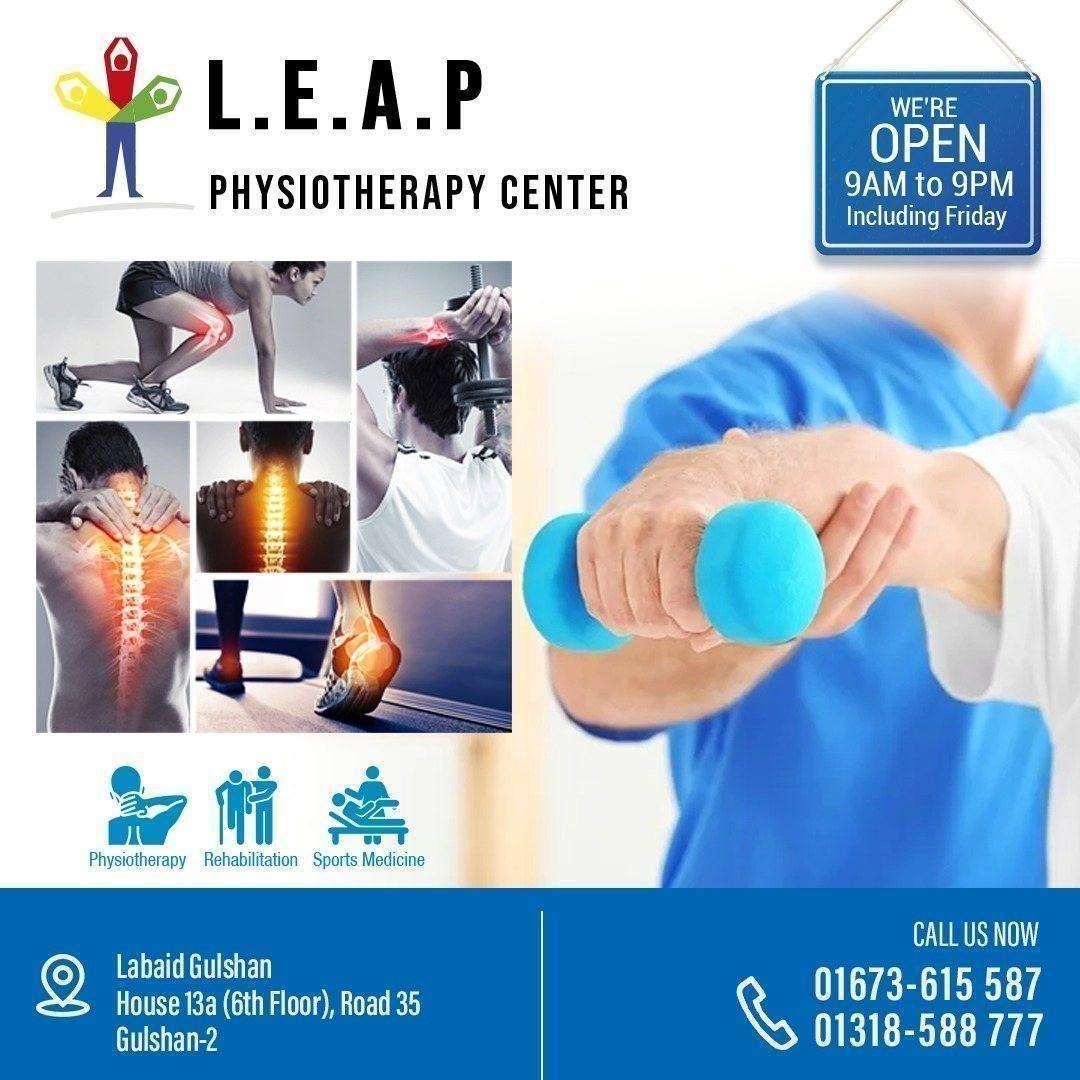 L.E.A.P
PHYSIOTHERAPY CENTER
WE'RE
OPEN
9AM to 9PM
Including Friday
Physiotherapy
Rehabilitation
Sports Medicine
Labaid Gulshan
House 13a (6th Floor), Road 35
Gulshan-2
CALL US NOW
01673-615 587
01318-588 777